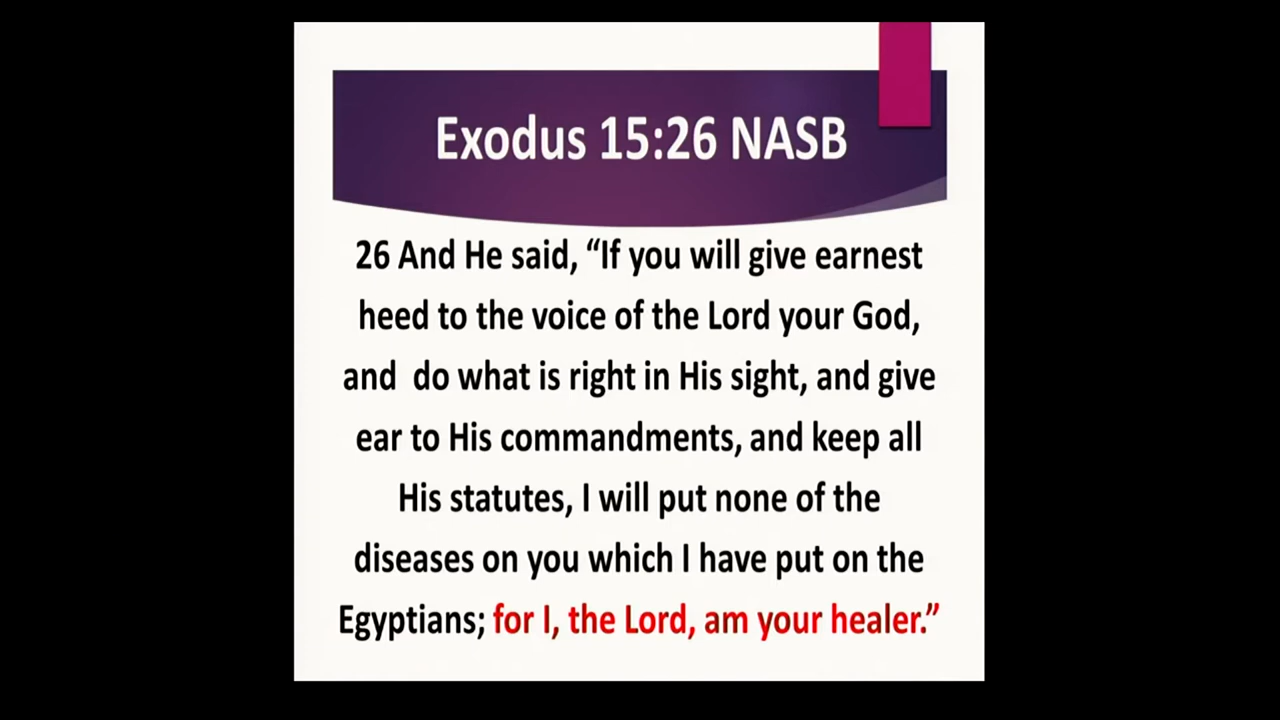 Exodus 15:26 NASB
26 And He said, “If you will give earnest
heed to the voice of the Lord your God,
and  do what is right in His sight, and give
ear to His commandments, and keep all
His statutes, I will put none of the
diseases on you which I have put on the
Egyptians; for I, the Lord, am your healer.”